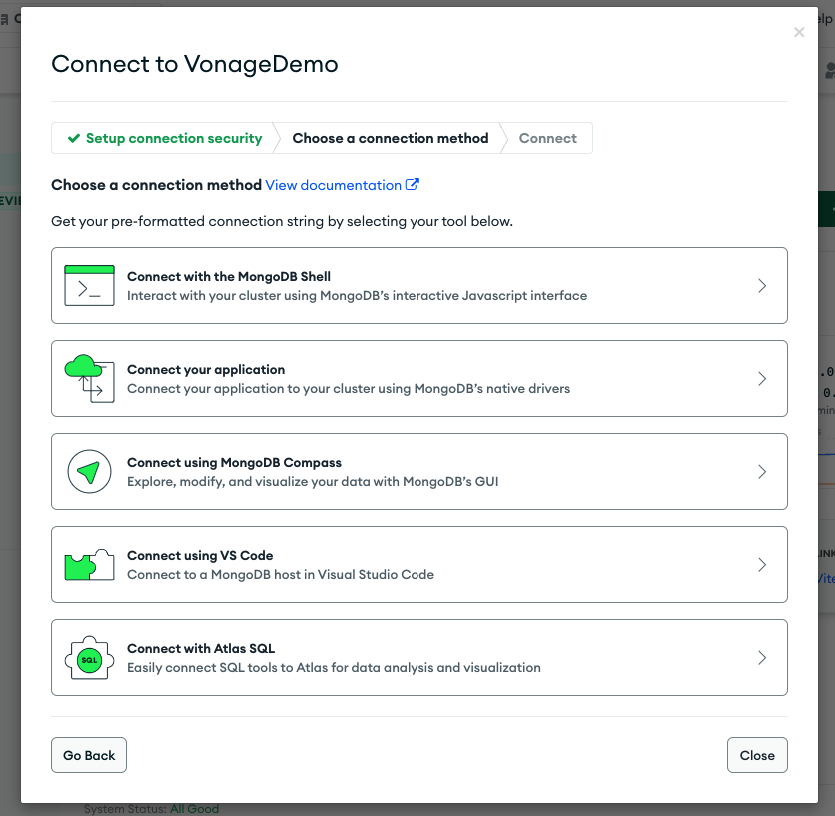 Connect to VonageDemo
Setup connection security
Choose a connection method
Connect
Choose a connection method View documentation
Get your pre-formatted connection string by selecting your tool below.
Connect with the MongoDB Shell
Interact with your cluster using MongoDB's interactive Javascript interface
Connect your application
Connect your application to your cluster using MongoDB's native drivers
Connect using MongoDB Compass
Explore, modify, and visualize your data with MongoDB's GUI
Connect using VS Code
Connect to a MongoDB host in Visual Studio Code
SQL
Connect with Atlas SQL
Easily connect SQL tools to Atlas for data analysis and visualization
Go Back
Close
System Status: All Good